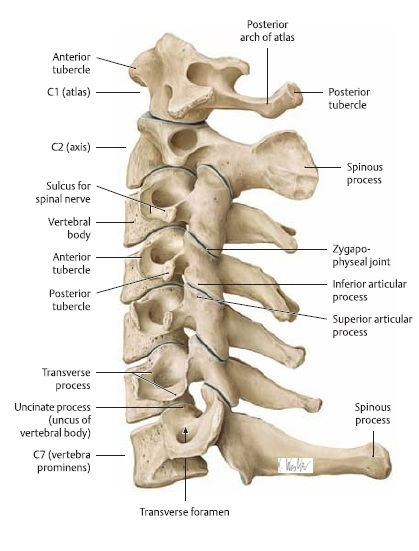 Posterior
arch of atlas
Anterior
tubercle
C1 (atlas)
Posterior
tubercle
C2 (axis)
Spinous
process
Sulcus for
spinal nerve
Vertebral
body
Zygapo-
physeal joint
Anterior
tubercle
Inferior articular
process
Posterior
tubercle
Superior articular
process
Transverse
process
Uncinate process
(uncus of
vertebral body)
Spinous
process
C7 (vertebra
prominens)
Transverse foramen